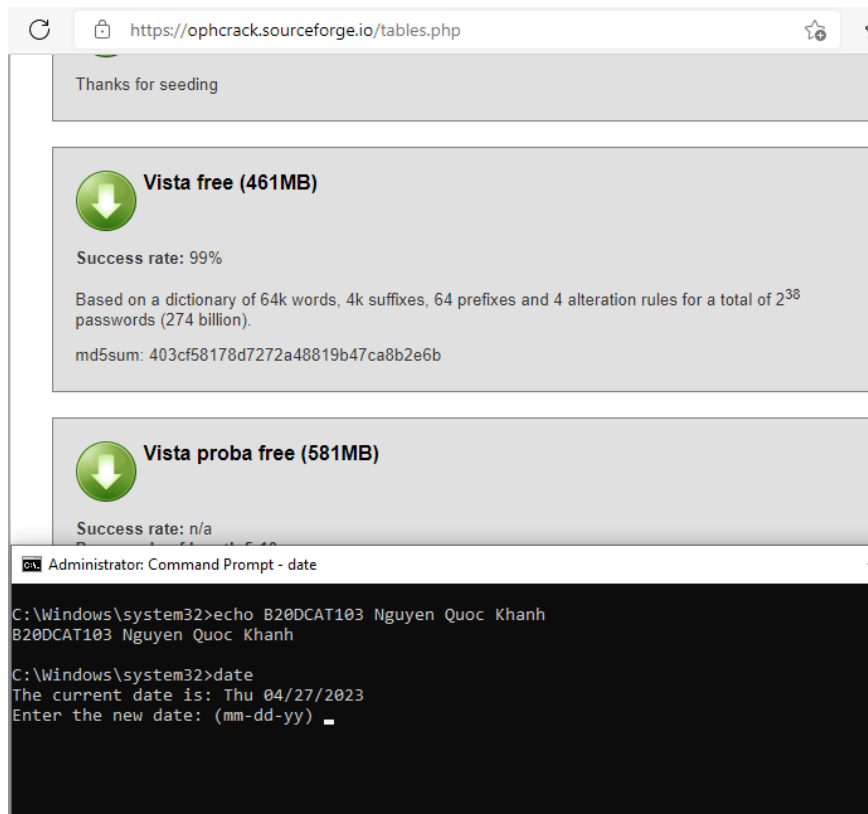 https://ophcrack.sourceforge.io/tables.php
Thanks for seeding
Vista free (461MB)
Success rate: 99%
Based on a dictionary of 64k words, 4k suffixes, 64 prefixes and 4 alteration rules for a total of 2^38
passwords (274 billion).
md5sum: 403cf58178d7272a48819b47ca8b2e6b
Vista proba free (581MB)
Success rate: n/a
Administrator: Command Prompt - date
C:\Windows\system32>echo B20DCAT103 Nguyen Quoc Khanh
B20DCAT103 Nguyen Quoc Khanh
C:\Windows\system32>date
The current date is: Thu 04/27/2023
Enter the new date: (mm-dd-yy)